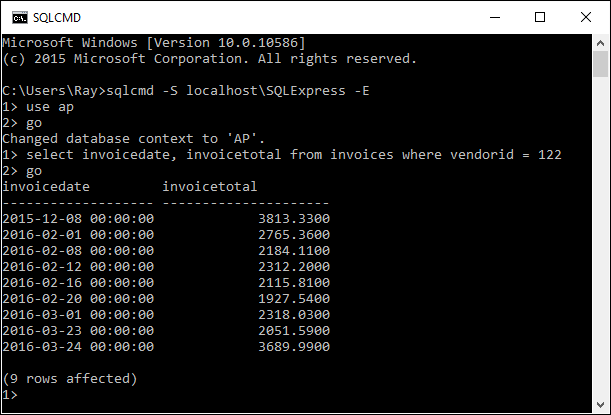 SQLCMD
Microsoft Windows [Version 10.0.10586]
(c) 2015 Microsoft Corporation. All rights reserved.
C:\Users\Ray>sqlcmd -S localhost\SQLExpress -E
1> use ap
2> go
Changed database context to 'AP'.
1> select invoicedate, invoicetotal from invoices where vendorid = 122
2> go
invoicedate         invoicetotal
------------------- ---------------------
2015-12-08 00:00:00             3813.3300
2016-02-01 00:00:00             2765.3600
2016-02-08 00:00:00             2184.1100
2016-02-12 00:00:00             2312.2000
2016-02-16 00:00:00             2115.8100
2016-02-20 00:00:00             1927.5400
2016-03-01 00:00:00             2318.0300
2016-03-23 00:00:00             2051.5900
2016-03-24 00:00:00             3689.9900
(9 rows affected)
1>